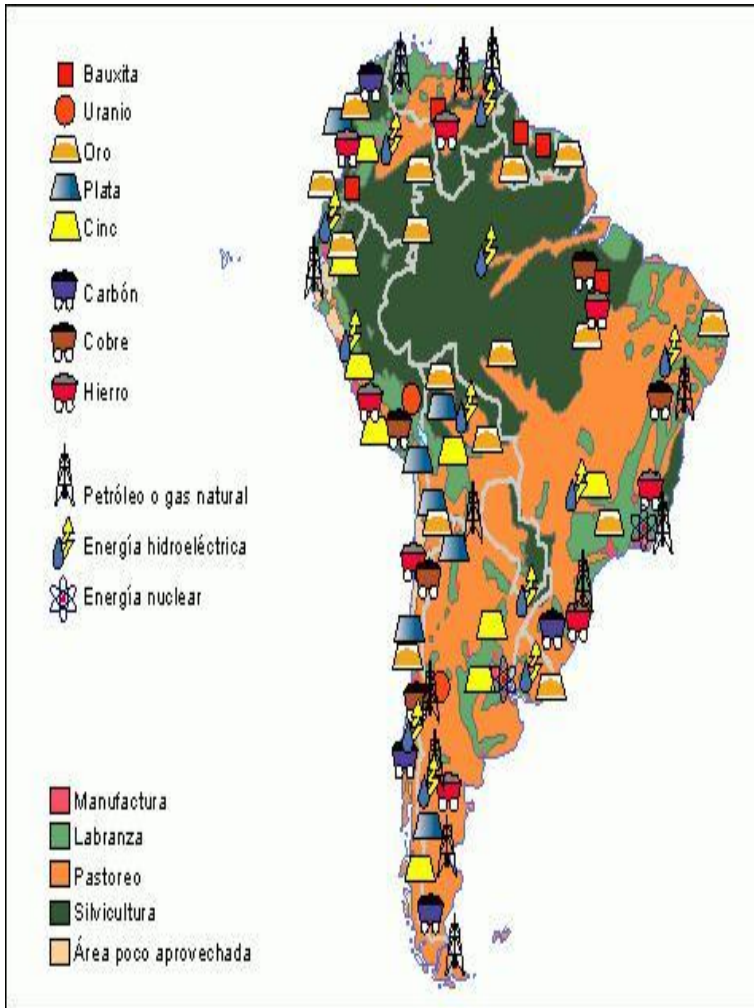 Bauxita
Uranio
Oro
Plata
Cinc
Carbón
Cobre
Hierro
Petróleo o gas natural
Energía hidroeléctrica
Energía nuclear
Manufactura
Labranza
Pastoreo
Silvicultura
Área poco aprovechada